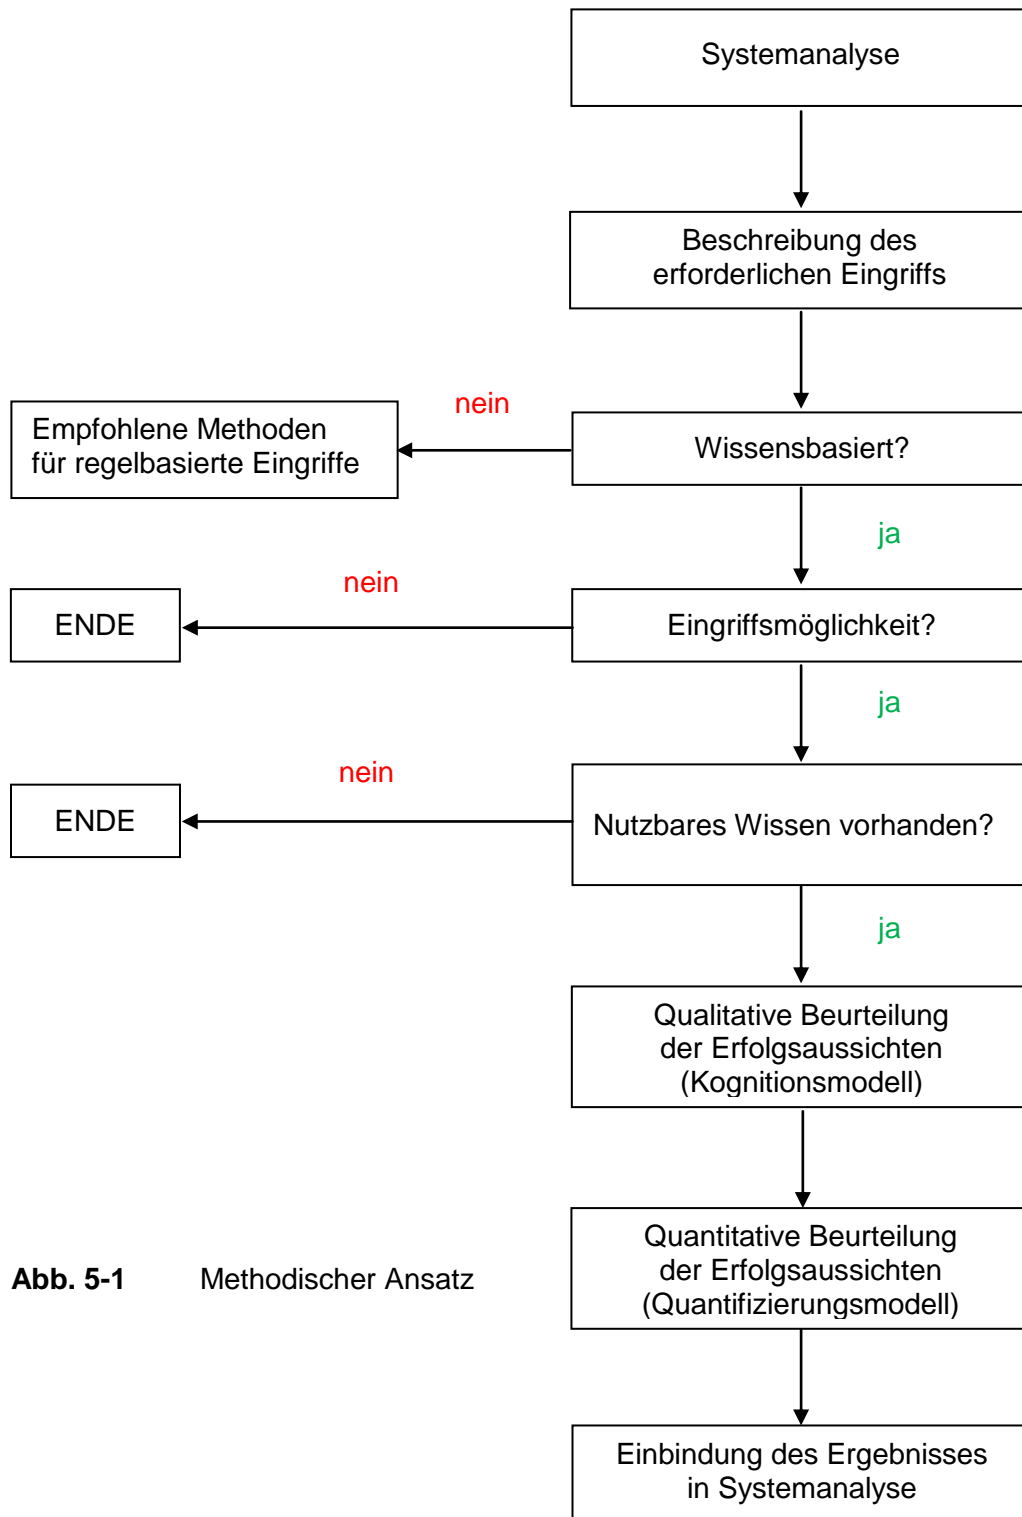 Systemanalyse
Beschreibung des
erforderlichen Eingriffs
nein
Empfohlene Methoden
für regelbasierte Eingriffe
Wissensbasiert?
ja
nein
ENDE
Eingriffsmöglichkeit?
ja
nein
ENDE
Nutzbares Wissen vorhanden?
ja
Qualitative Beurteilung
der Erfolgsaussichten
(Kognitionsmodell)
Quantitative Beurteilung
der Erfolgsaussichten
(Quantifizierungsmodell)
Abb. 5-1 Methodischer Ansatz
Einbindung des Ergebnisses
in Systemanalyse